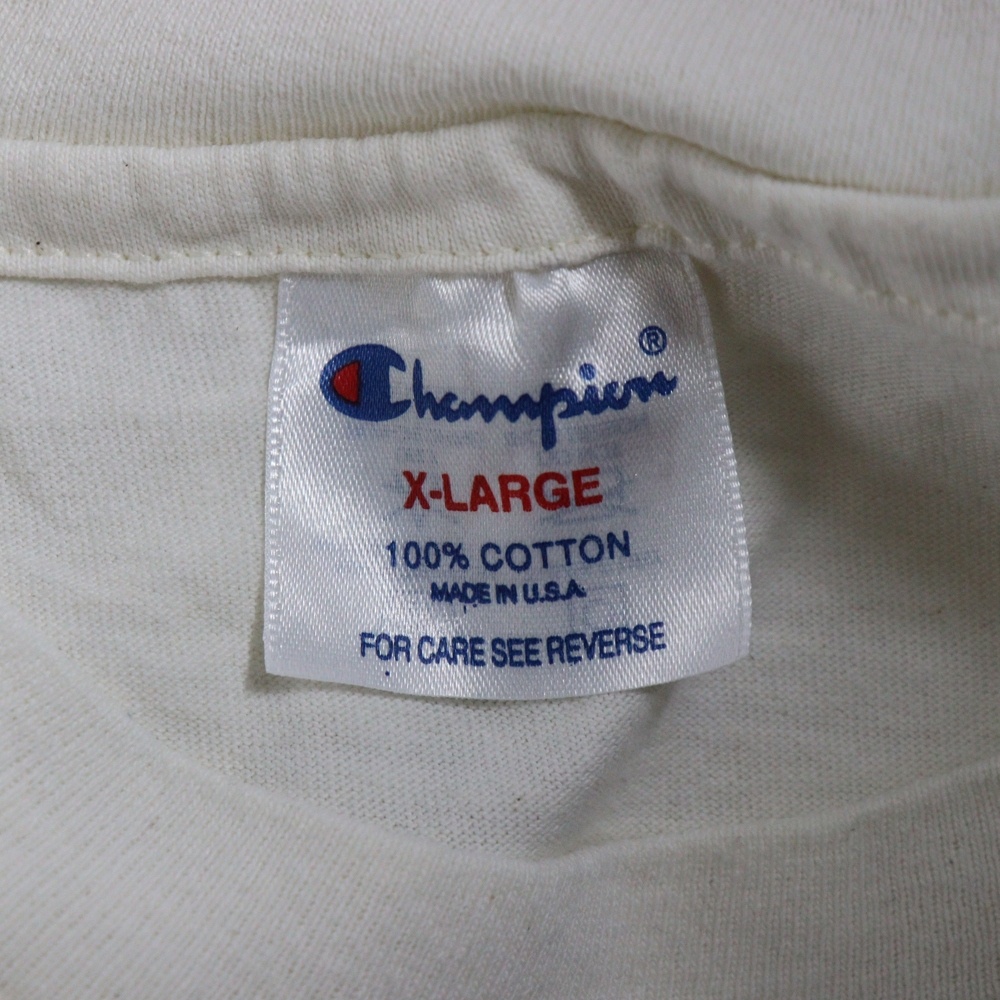 Champion®
X-LARGE
100% COTTON
MADE IN U.S.A.
FOR CARE SEE REVERSE